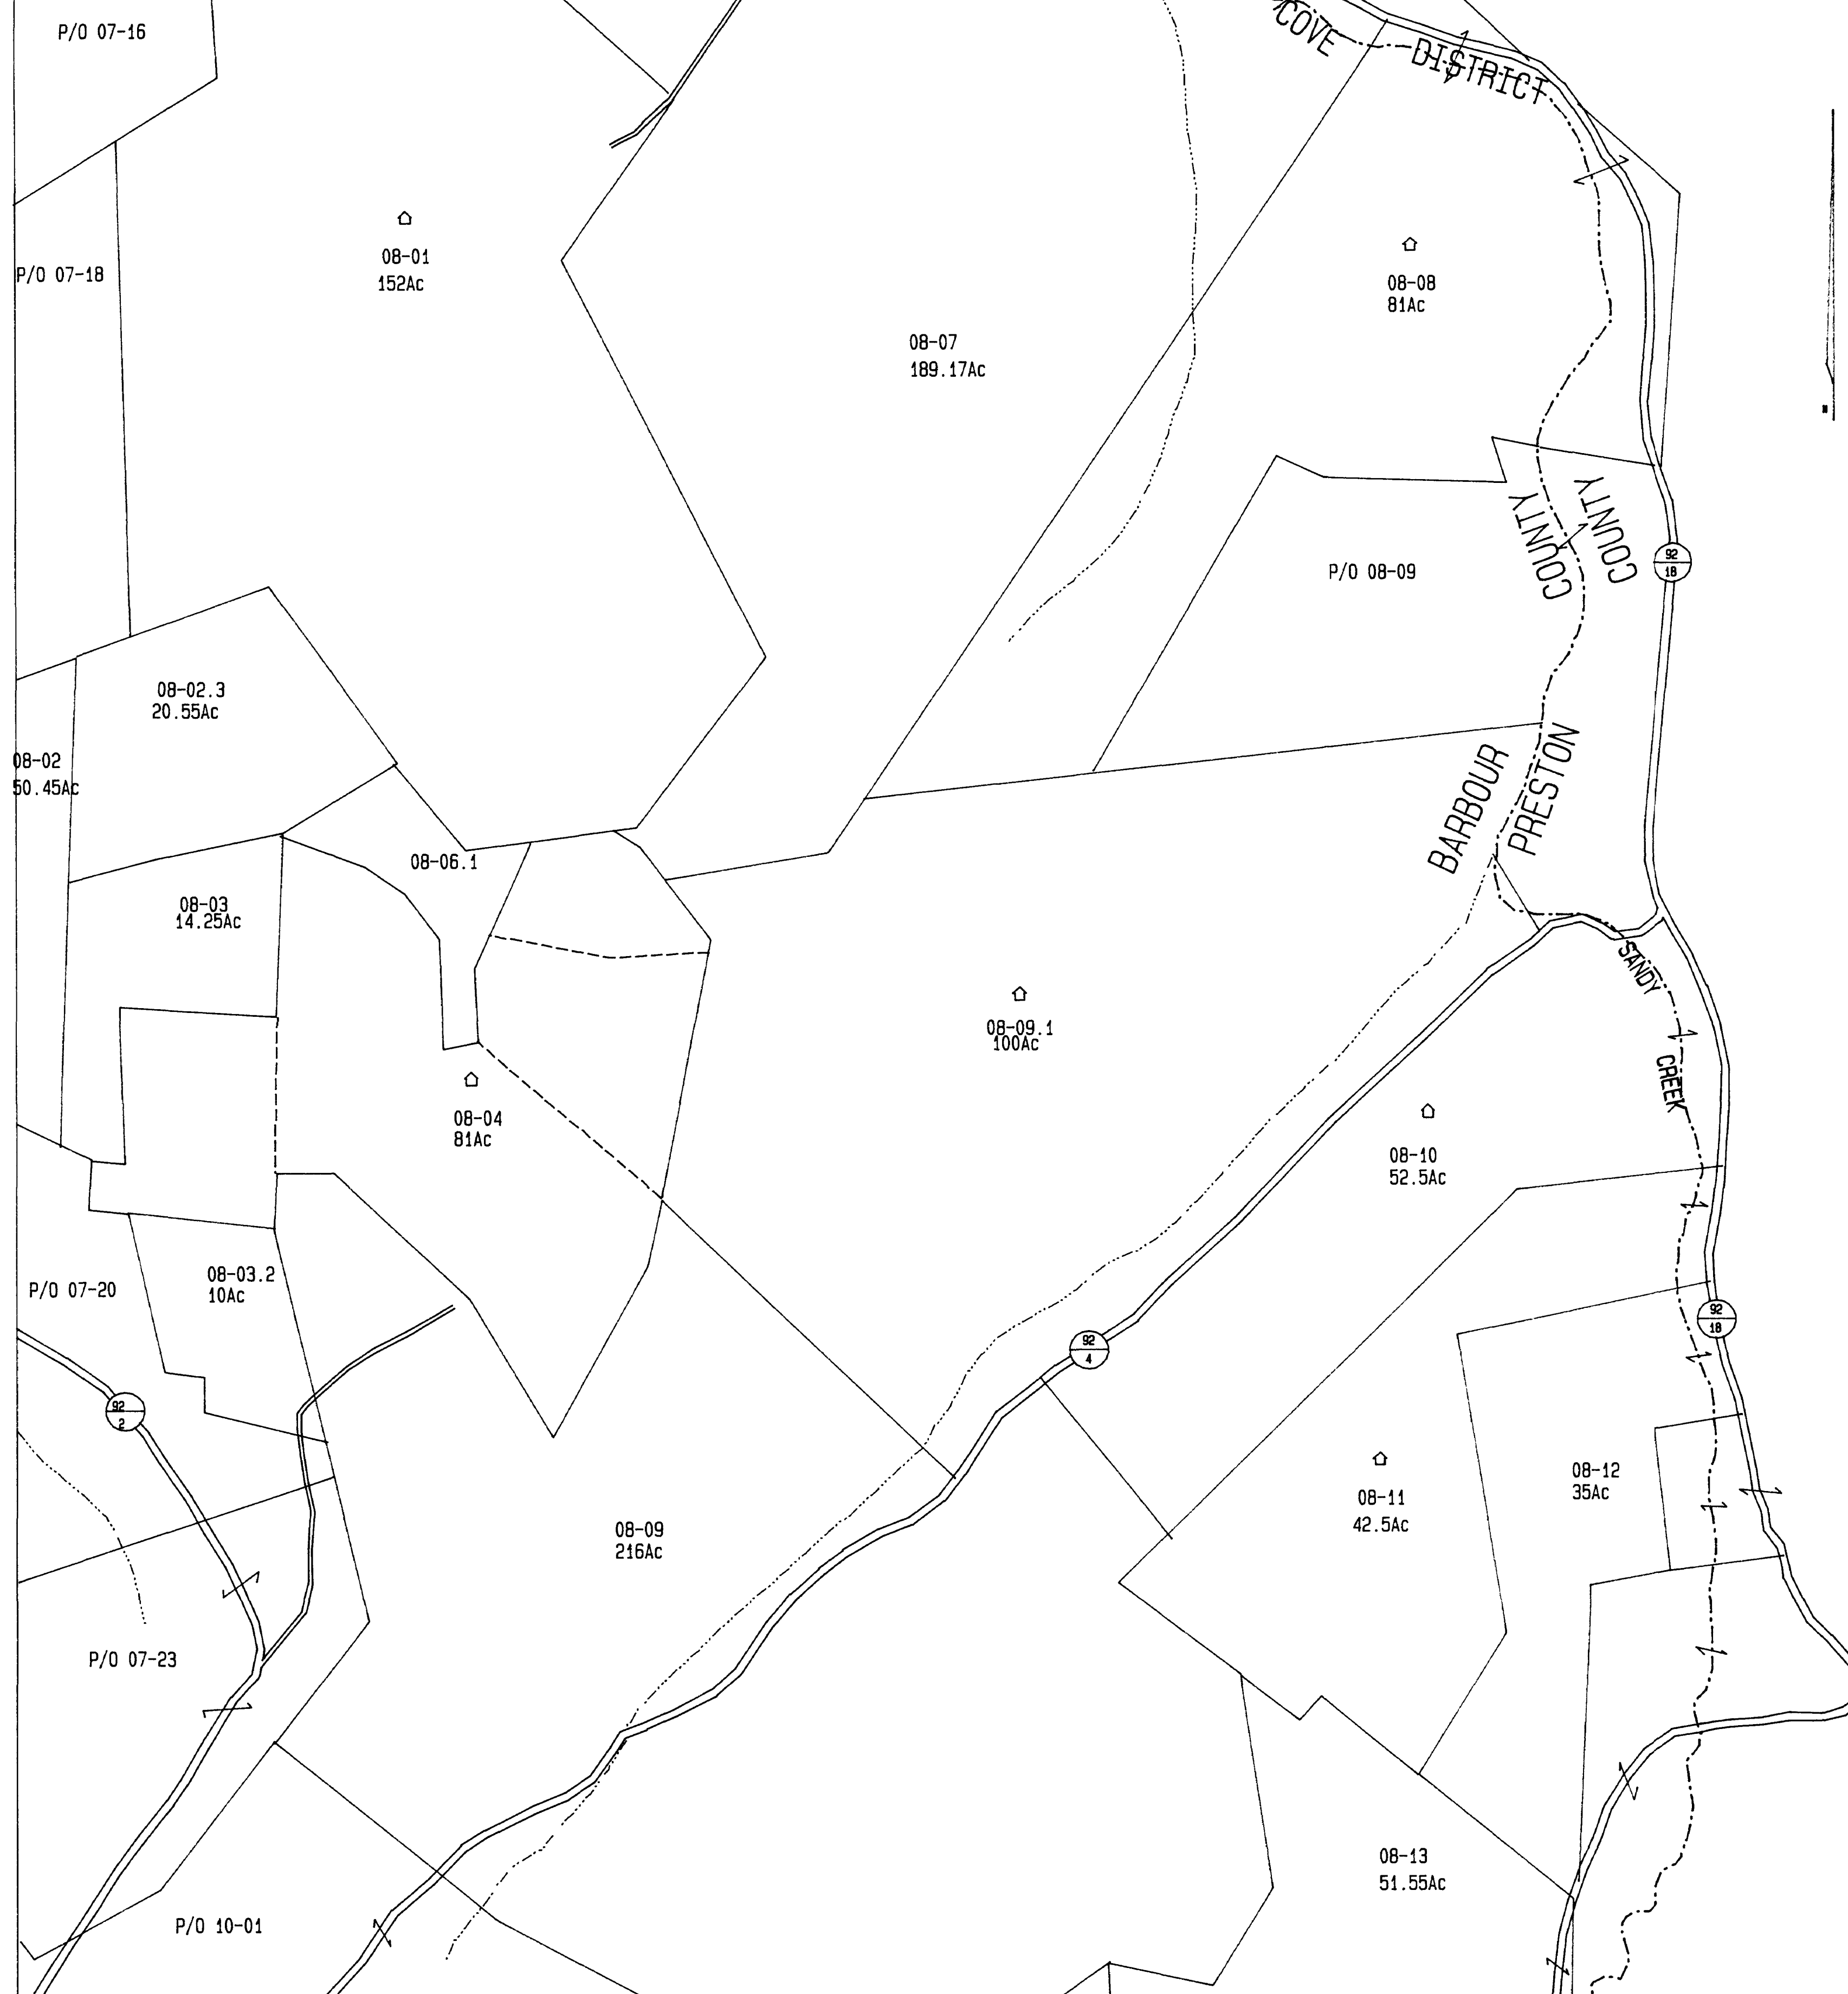 P/O 07-16
COVE DISTRICT
08-01
152Ac
P/O 07-18
08-08
81Ac
08-07
189.17Ac
COUNTY
COUNTY
92
18
P/O 08-09
08-02.3
20.55Ac
08-02
50.45Ac
BARBOUR
PRESTON
08-06.1
08-03
14.25Ac
SANDY
CREEK
08-09.1
100Ac
08-04
81Ac
08-10
52.5Ac
P/O 07-20
08-03.2
10Ac
92
18
92
4
92
2
08-12
35Ac
08-11
42.5Ac
08-09
216Ac
P/O 07-23
08-13
51.55Ac
P/O 10-01